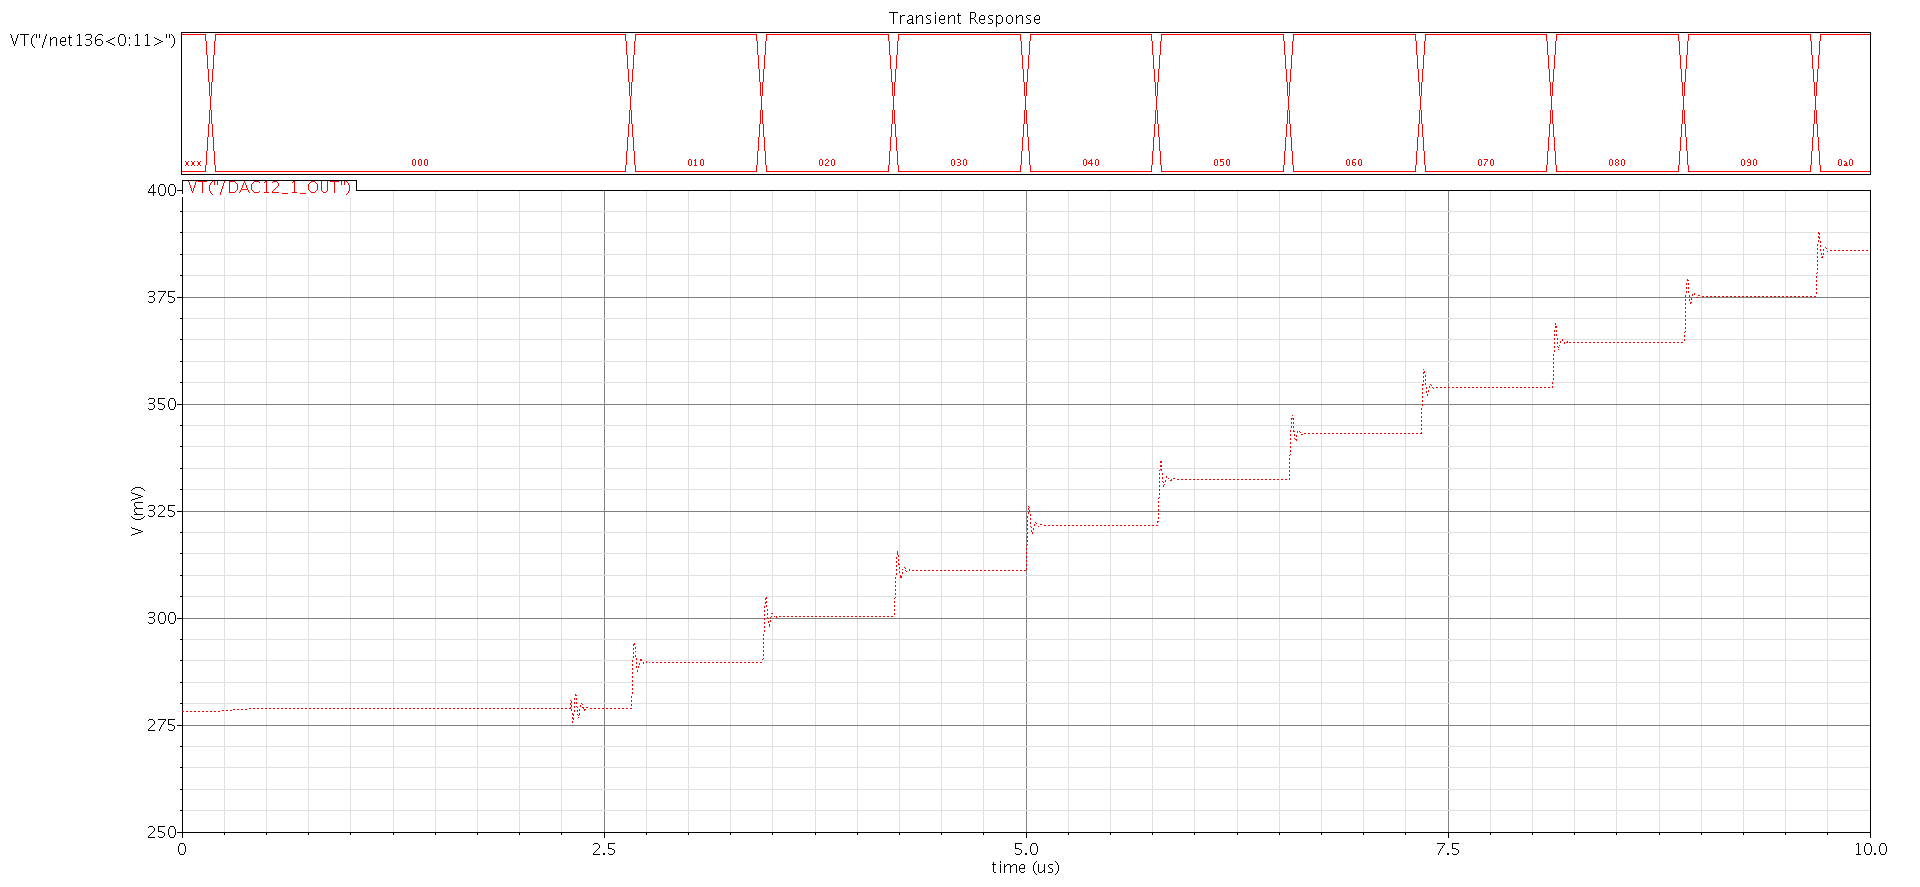 Transient Response
VT("/net136<0:11>")
xxx 000 010 020 030 040 050 060 070 080 090 0a0
VT("/DAC12_1_OUT")
400
375
350
325
300
275
250
V (mV)
0 2.5 5.0 7.5 10.0
time (us)